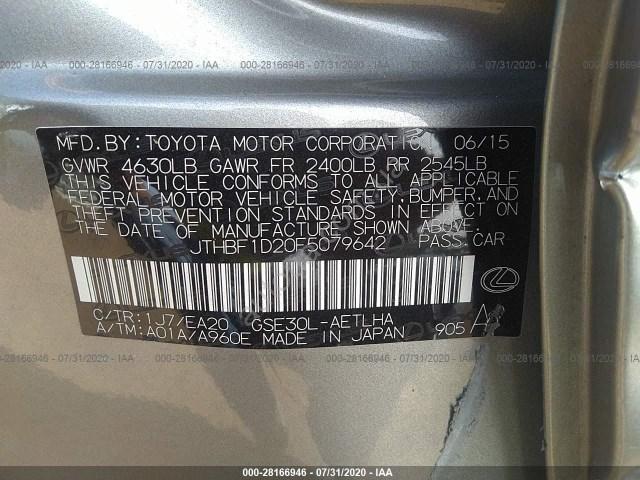 000-28166946 - 07/31/2020 - IAA
MFD. BY: TOYOTA MOTOR CORPORATION 06/15
GVWR 4630LB GAWR FR 2400LB RR 2545LB
THIS VEHICLE CONFORMS TO ALL APPLICABLE
FEDERAL MOTOR VEHICLE SAFETY, BUMPER, AND
THEFT PREVENTION STANDARDS IN EFFECT ON
THE DATE OF MANUFACTURE SHOWN ABOVE.
JTHBF1D20F5079642 PASS. CAR
C/TR: 1J7/EA20 GSE30L-AETLHA
A/TM: A01A/A960E MADE IN JAPAN 905 A
000-28166946 - 07/31/2020 - IAA